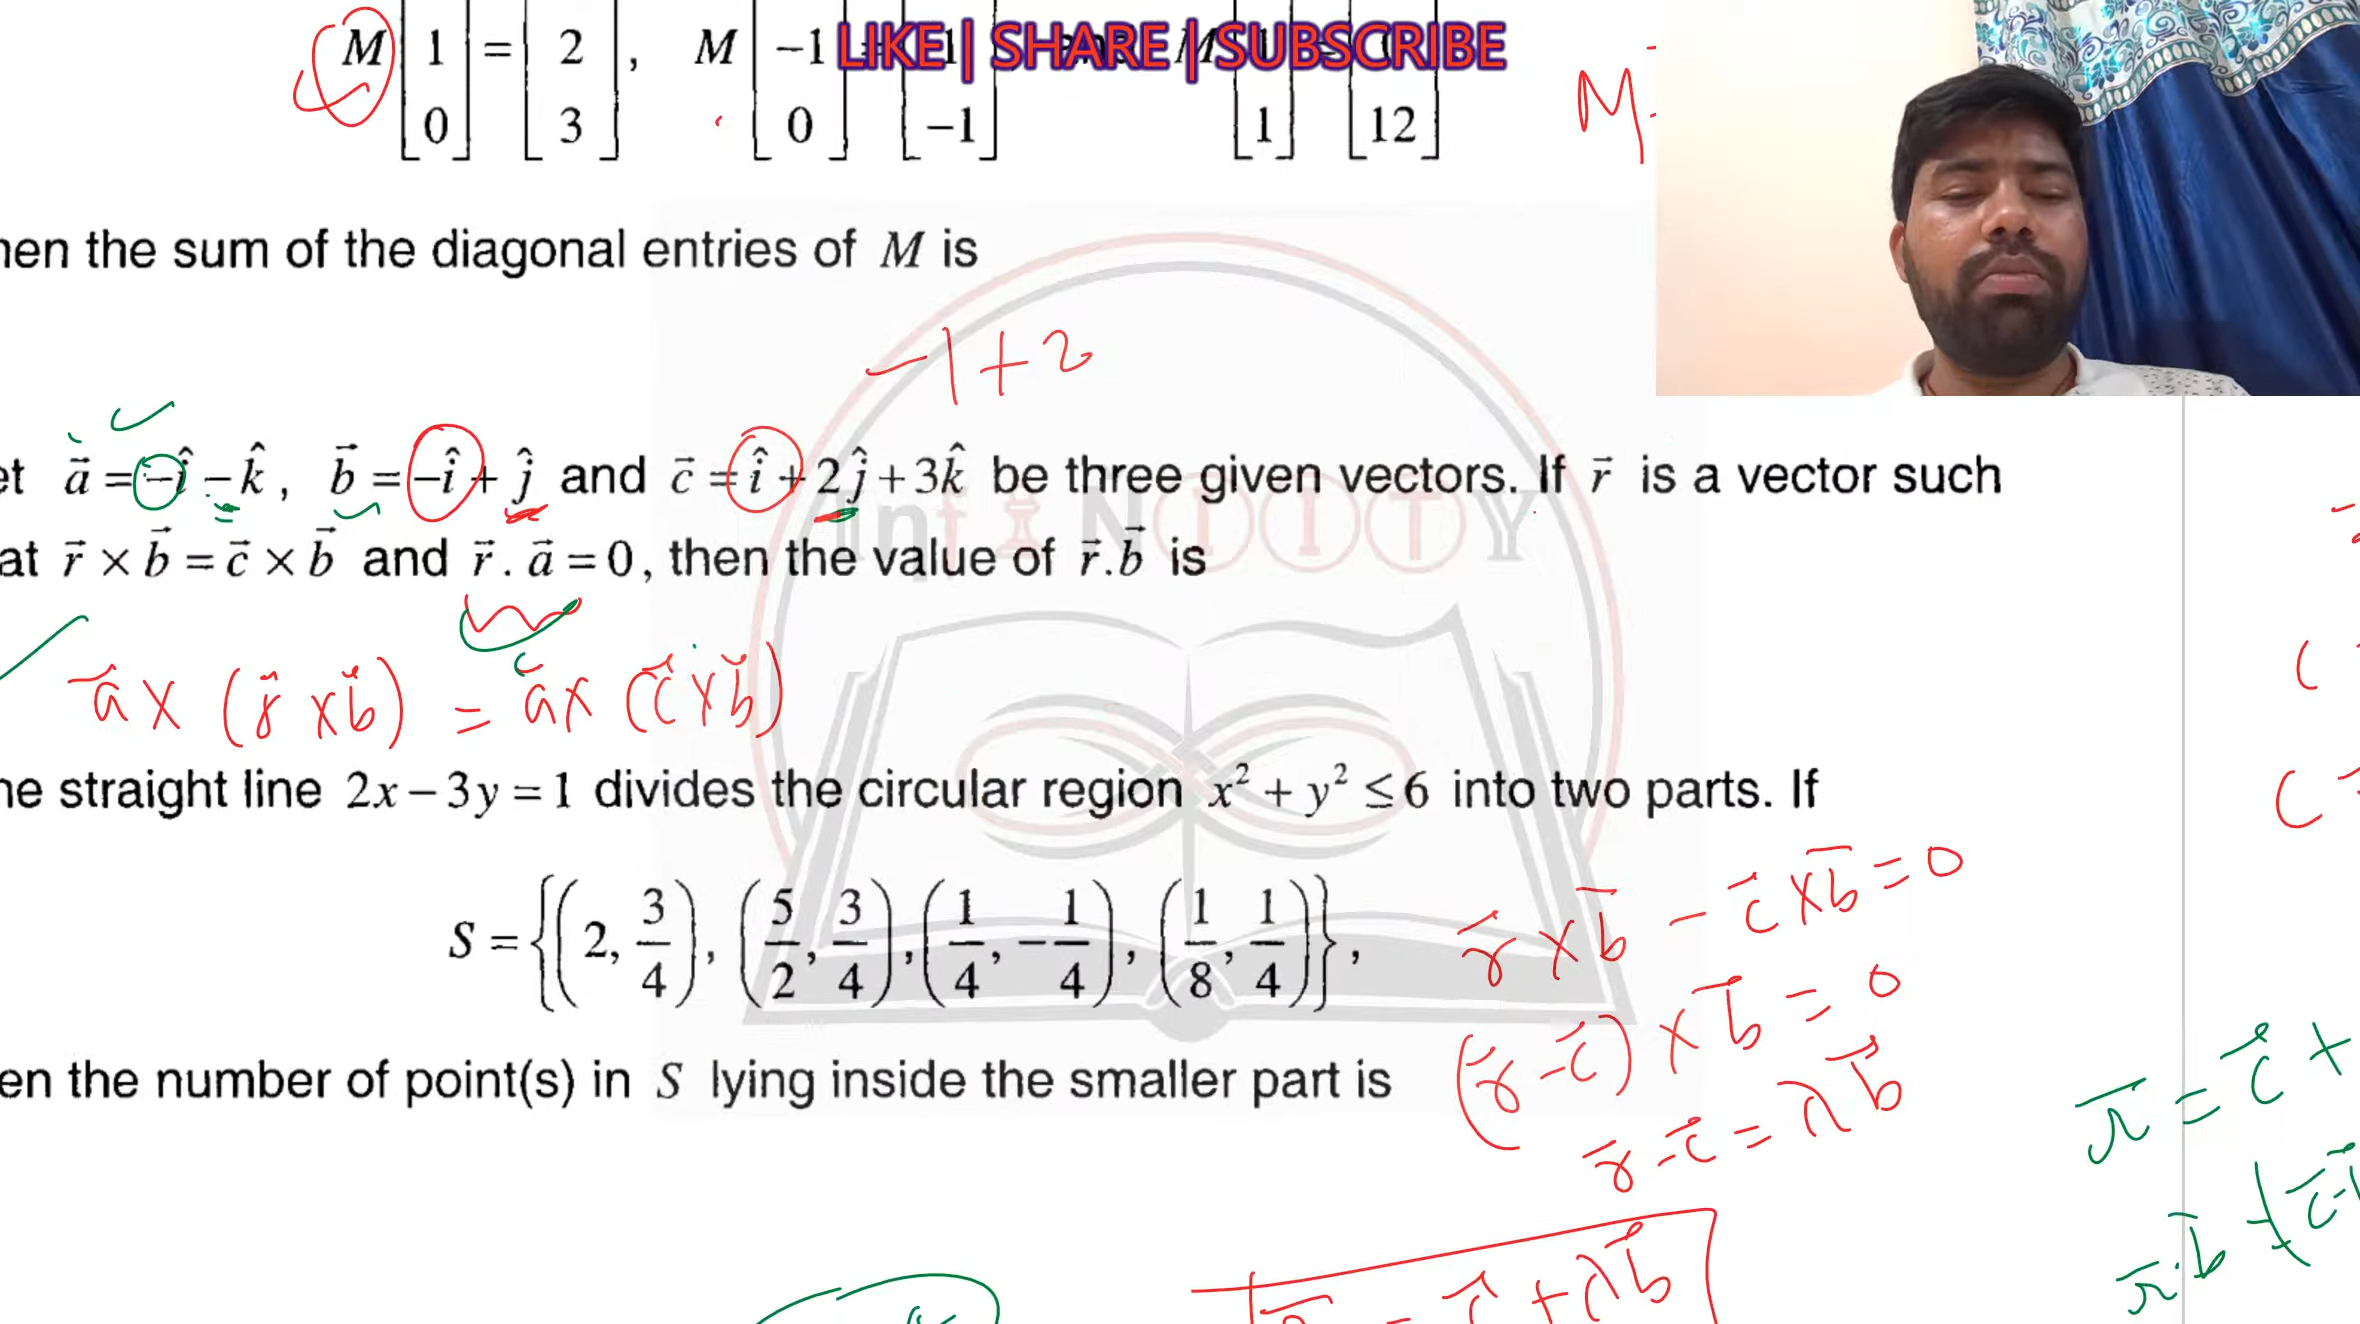 LIKE| SHARE |SUBSCRIBE
M [1 0] = [2 3], M [-1 0] [1 -1] M [1] [12]
M
hen the sum of the diagonal entries of M is
-1+2
et a⃗ = -î - k̂, b⃗ = -î + ĵ and c⃗ = î + 2ĵ + 3k̂ be three given vectors. If r⃗ is a vector such
at r⃗ × b⃗ = c⃗ × b⃗ and r⃗ . a⃗ = 0, then the value of r⃗.b⃗ is
InfINIITY
a⃗ × (r⃗ × b⃗) = a⃗ × (c⃗ × b⃗)
he straight line 2x - 3y = 1 divides the circular region x² + y² ≤ 6 into two parts. If
S = {(2, 3/4), (5/2, 3/4), (1/4, -1/4), (1/8, 1/4)},
r⃗ × b⃗ - c⃗ × b⃗ = 0
(r⃗ - c⃗) × b⃗ = 0
en the number of point(s) in S lying inside the smaller part is
r⃗ - c⃗ = λb⃗
r⃗ = c⃗ +
r⃗.b⃗
= c⃗ + λb⃗